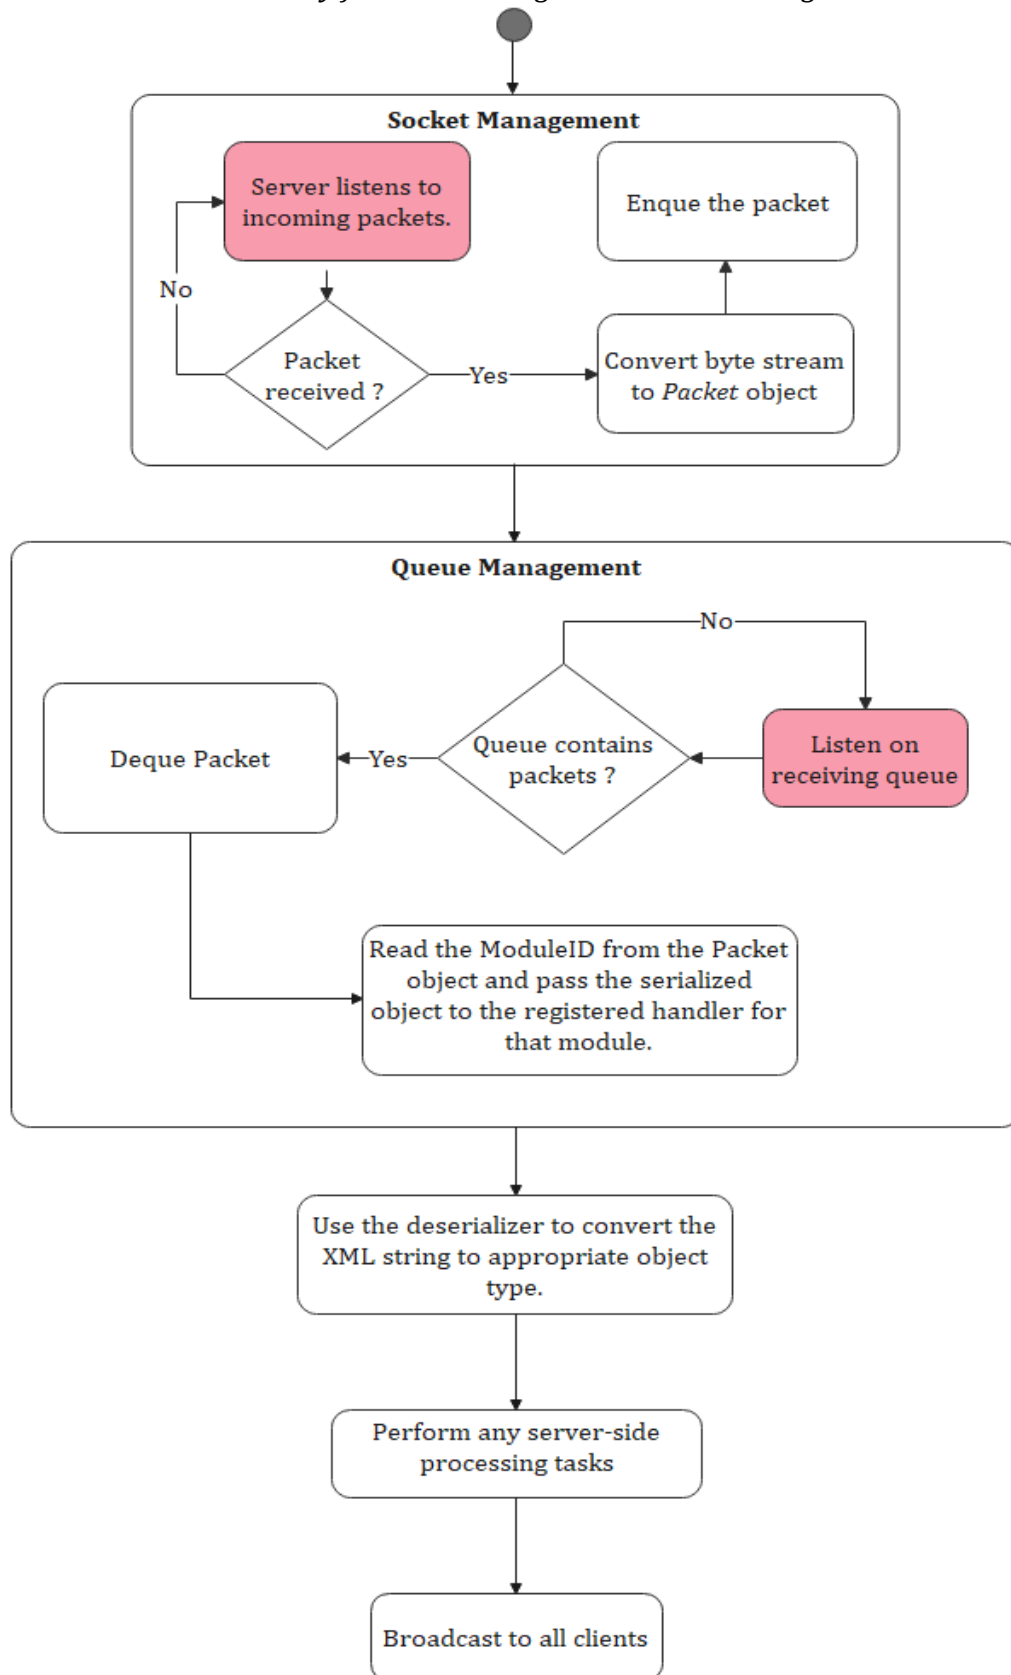 Socket Management
Server listens to
incoming packets.
Enque the packet
No
Packet
received ?
Yes
Convert byte stream
to Packet object
Queue Management
No
Deque Packet
Yes
Queue contains
packets ?
Listen on
receiving queue
Read the ModuleID from the Packet
object and pass the serialized
object to the registered handler for
that module.
Use the deserializer to convert the
XML string to appropriate object
type.
Perform any server-side
processing tasks
Broadcast to all clients